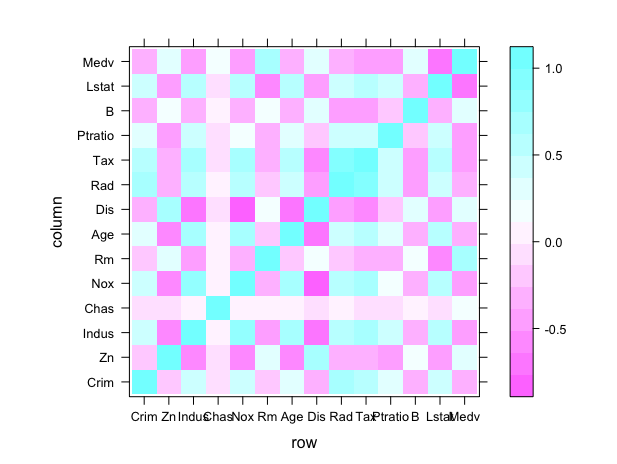 Medv
Lstat
B
Ptratio
Tax
Rad
Dis
Age
Rm
Nox
Chas
Indus
Zn
Crim
column
Crim Zn Indus Chas Nox Rm Age Dis Rad Tax Ptratio B Lstat Medv
row
1.0
0.5
0.0
-0.5